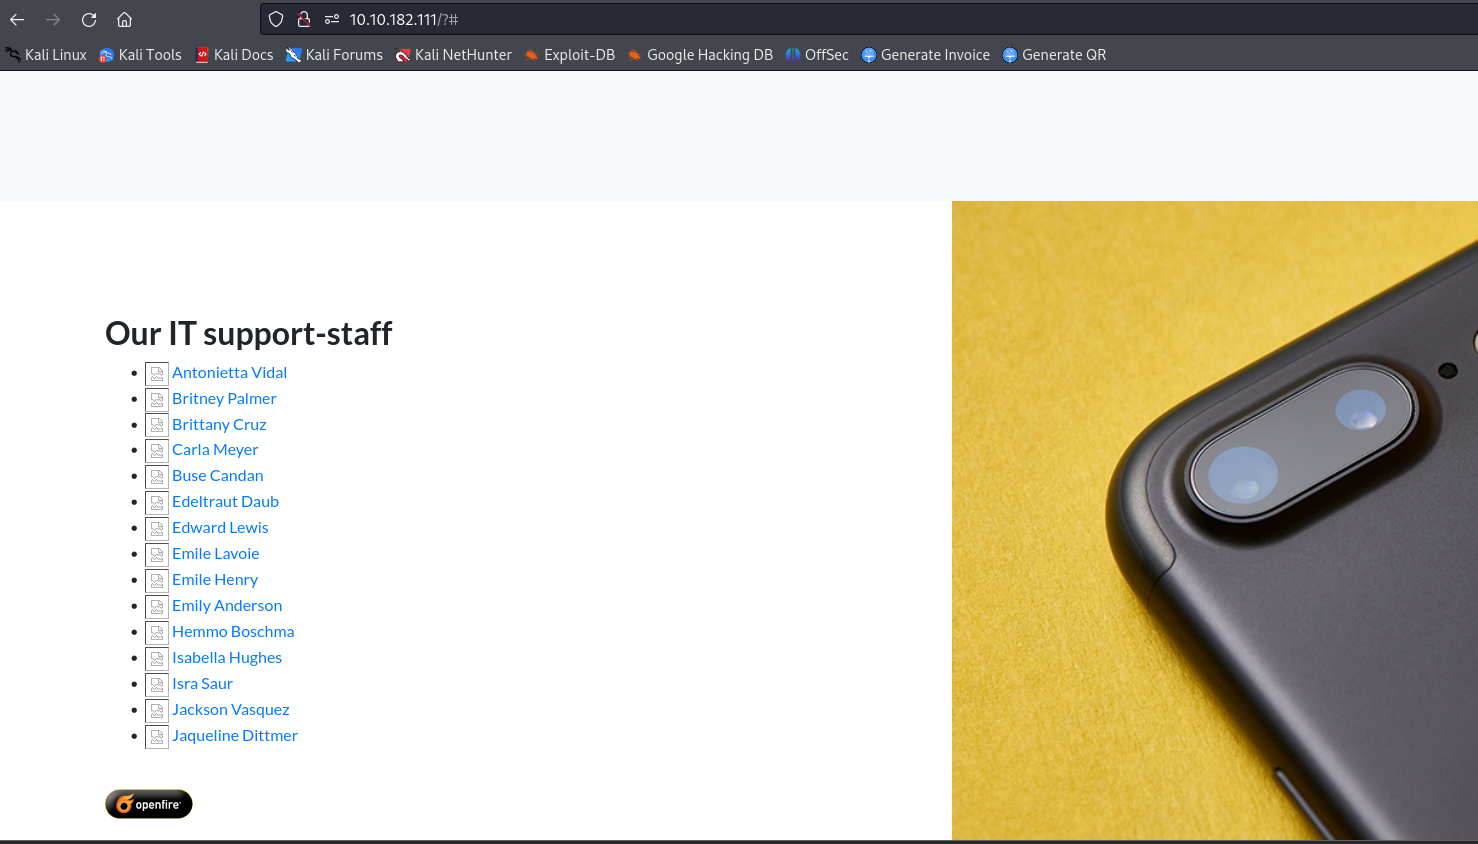 10.10.182.111/?#
Kali Linux Kali Tools Kali Docs Kali Forums Kali NetHunter Exploit-DB Google Hacking DB OffSec Generate Invoice Generate QR
Our IT support-staff
Antonietta Vidal
Britney Palmer
Brittany Cruz
Carla Meyer
Buse Candan
Edeltraut Daub
Edward Lewis
Emile Lavoie
Emile Henry
Emily Anderson
Hemmo Boschma
Isabella Hughes
Isra Saur
Jackson Vasquez
Jaqueline Dittmer
openfire